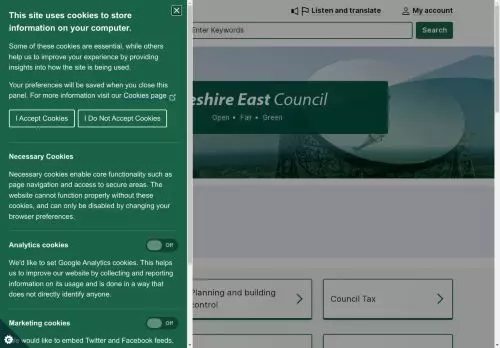 This site uses cookies to store
information on your computer.
Some of these cookies are essential, while others
help us to improve your experience by providing
insights into how the site is being used.
Your preferences will be saved when you close this
panel. For more information visit our Cookies page
I Accept Cookies
I Do Not Accept Cookies
Necessary Cookies
Necessary cookies enable core functionality such as
page navigation and access to secure areas. The
website cannot function properly without these
cookies, and can only be disabled by changing your
browser preferences.
Analytics cookies
Off
We'd like to set Google Analytics cookies. This helps
us to improve our website by collecting and reporting
information on its usage and is done in a way that
does not directly identify anyone.
Marketing cookies
Off
would like to embed Twitter and Facebook feeds.
Listen and translate
My account
Enter Keywords
Search
eshire East Council
Open • Fair • Green
Planning and building
control
Council Tax